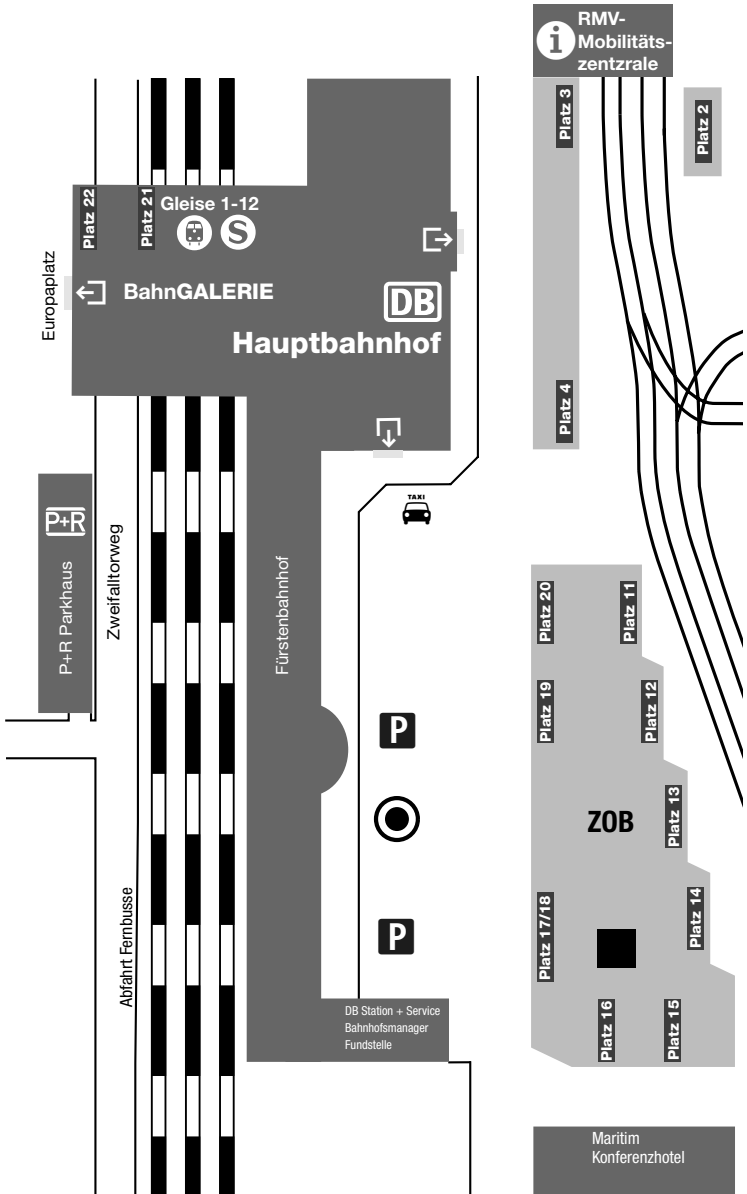 RMV-
Mobilitäts-
zentzrale
i
Platz 3
Platz 2
Platz 22
Platz 21
Gleise 1-12
S
Europaplatz
BahnGALERIE
DB
Hauptbahnhof
Platz 4
P+R
P+R Parkhaus
Zweifalltorweg
TAXI
Fürstenbahnhof
Platz 20
Platz 11
Platz 19
Platz 12
P
Platz 13
ZOB
Abfahrt Fernbusse
P
Platz 17/18
Platz 14
Platz 16
Platz 15
DB Station + Service
Bahnhofsmanager
Fundstelle
Maritim
Konferenzhotel